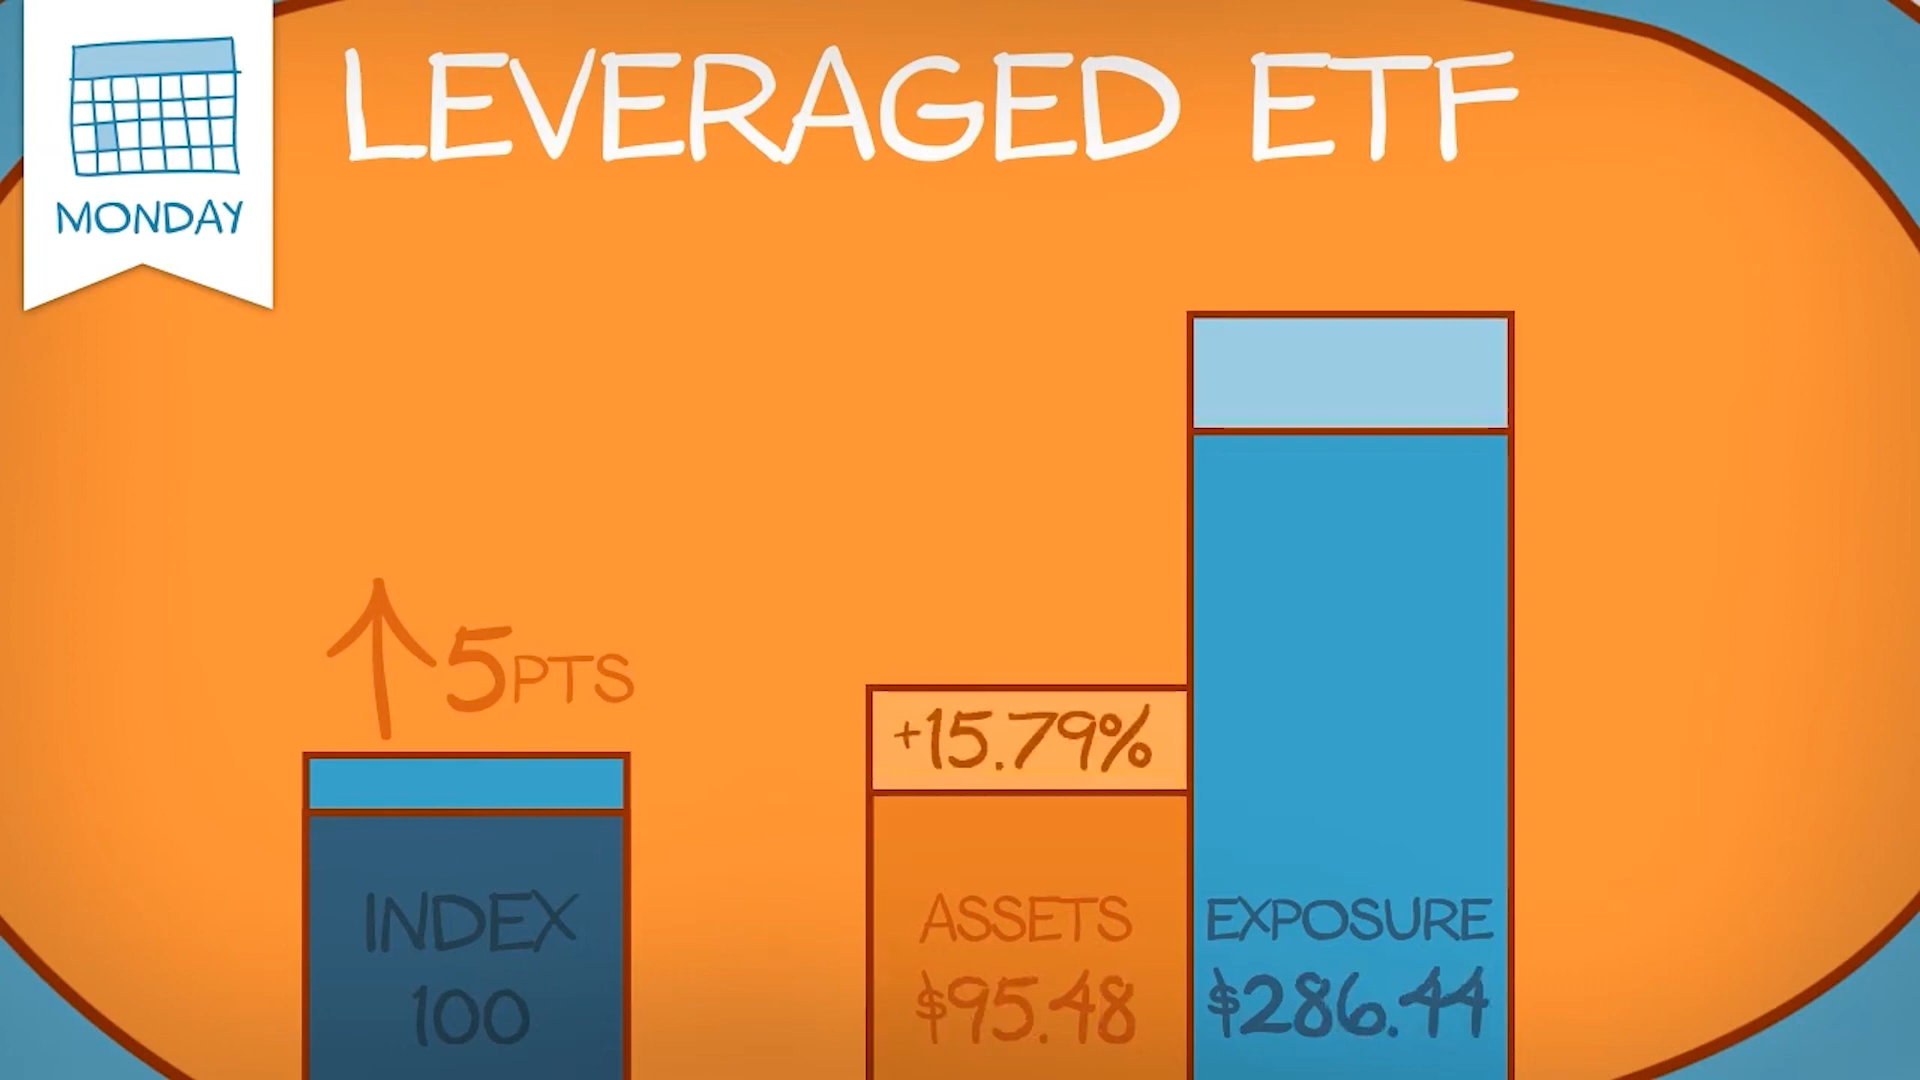 LEVERAGED ETF
MONDAY
↑5PTS
+15.79%
INDEX
100
ASSETS
$95.48
EXPOSURE
$286.44